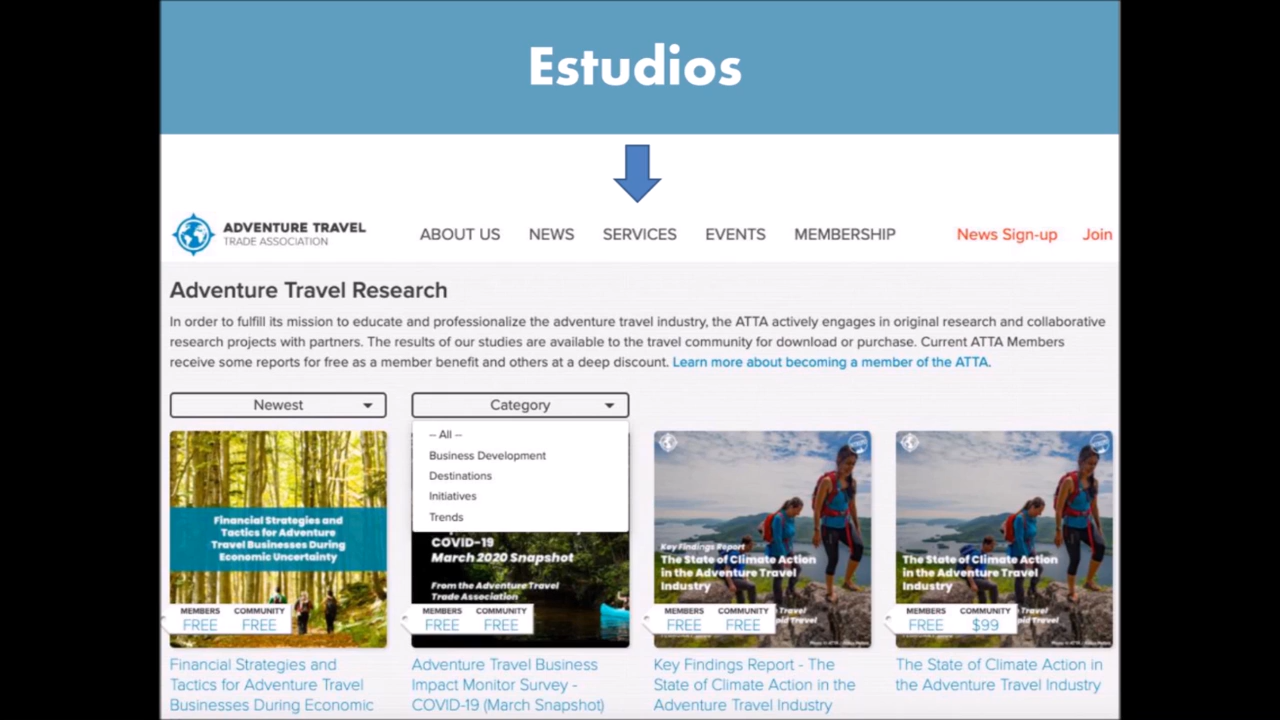 Estudios
ADVENTURE TRAVEL
TRADE ASSOCIATION
ABOUT US NEWS SERVICES EVENTS MEMBERSHIP News Sign-up Join
Adventure Travel Research
In order to fulfill its mission to educate and professionalize the adventure travel industry, the ATTA actively engages in original research and collaborative
research projects with partners. The results of our studies are available to the travel community for download or purchase. Current ATTA Members
receive some reports for free as a member benefit and others at a deep discount. Learn more about becoming a member of the ATTA.
Newest
Category
-- All --
Business Development
Destinations
Initiatives
Trends
Financial Strategies and
Tactics for Adventure
Travel Businesses During
Economic Uncertainty
MEMBERS COMMUNITY
FREE FREE
Financial Strategies and
Tactics for Adventure Travel
Businesses During Economic
COVID-19
March 2020 Snapshot
From the Adventure Travel
Trade Association
MEMBERS COMMUNITY
FREE FREE
Adventure Travel Business
Impact Monitor Survey -
COVID-19 (March Snapshot)
Key Findings Report
The State of Climate Action
in the Adventure Travel
Industry
MEMBERS COMMUNITY
FREE FREE
Travel
Key Findings Report - The
State of Climate Action in the
Adventure Travel Industry
The State of Climate Action
in the Adventure Travel
Industry
MEMBERS COMMUNITY
FREE $99
Travel
The State of Climate Action in
the Adventure Travel Industry